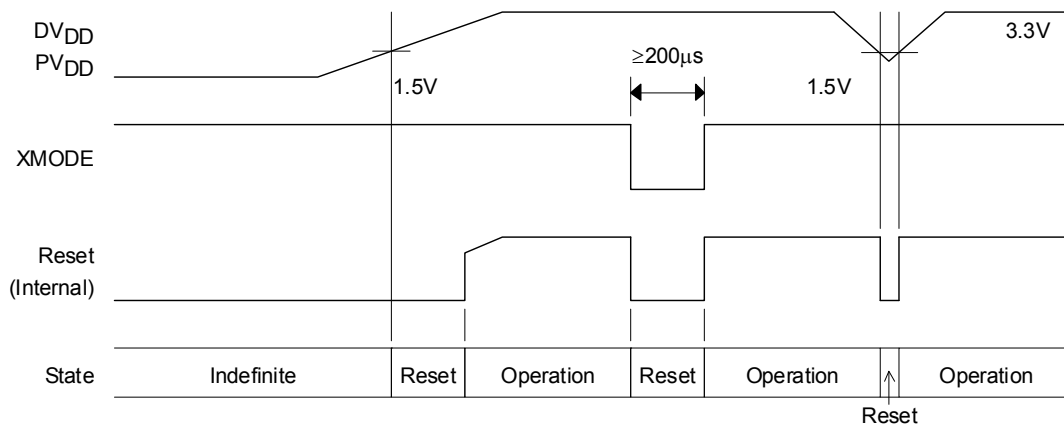 DVDD
PVDD
3.3V
≥200μs
1.5V
1.5V
XMODE
Reset
(Internal)
State
Indefinite
Reset
Operation
Reset
Operation
Operation
Reset